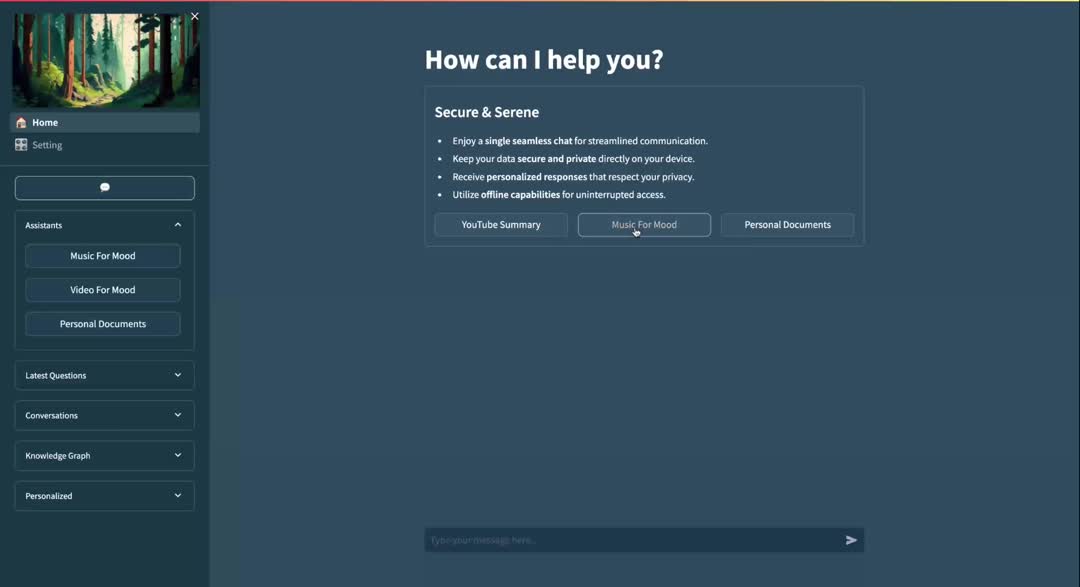 Home
Setting
Assistants
Music For Mood
Video For Mood
Personal Documents
Latest Questions
Conversations
Knowledge Graph
Personalized
How can I help you?
Secure & Serene
• Enjoy a single seamless chat for streamlined communication.
• Keep your data secure and private directly on your device.
• Receive personalized responses that respect your privacy.
• Utilize offline capabilities for uninterrupted access.
YouTube Summary
Music For Mood
Personal Documents
Type your message here...